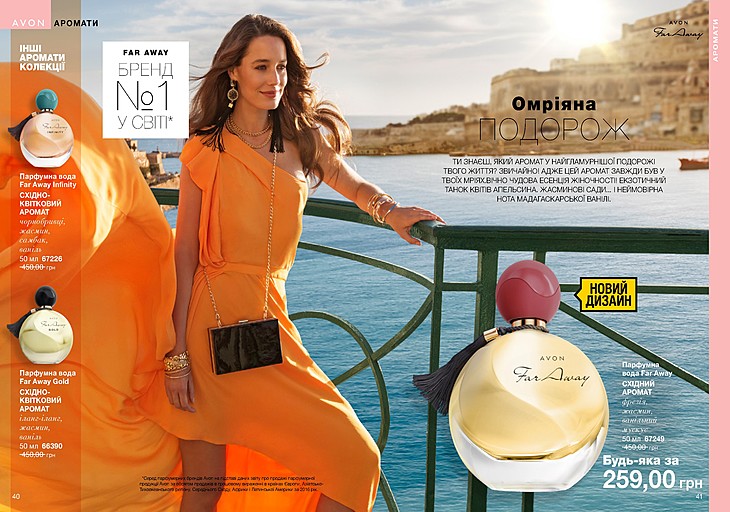 AVON АРОМАТИ
ІНШІ
АРОМАТИ
КОЛЕКЦІЇ
Парфумна вода
Far Away Infinity
СХІДНО-
КВІТКОВИЙ
АРОМАТ
чорнобривці,
жасмин,
самбак,
ваніль
50 мл 67226
450,00 грн
Парфумна вода
Far Away Gold
СХІДНО-
КВІТКОВИЙ
АРОМАТ
іланг-іланг,
жасмин,
ваніль
50 мл 66390
450,00 грн
40
FAR AWAY
БРЕНД
№1
У СВІТІ*
AVON
Far Away
АРОМАТИ
Омріяна
ПОДОРОЖ
ТИ ЗНАЄШ, ЯКИЙ АРОМАТ У НАЙГЛАМУРНІШОЇ ПОДОРОЖІ
ТВОГО ЖИТТЯ? ЗВИЧАЙНО! АДЖЕ ЦЕЙ АРОМАТ ЗАВЖДИ БУВ У
ТВОЇХ МРІЯХ.ВІЧНО ЧУДОВА ЕСЕНЦІЯ ЖІНОЧНОСТІ! ЕКЗОТИЧНИЙ
ТАНОК КВІТІВ АПЕЛЬСИНА. ЖАСМИНОВІ САДИ... І НЕЙМОВІРНА
НОТА МАДАГАСКАРСЬКОЇ ВАНІЛІ.
НОВИЙ
ДИЗАЙН
AVON
Far Away
Парфумна
вода Far Away
СХІДНИЙ
АРОМАТ
фрезія,
жасмин,
ванільний
мускус
50 мл 67249
450,00 грн
Будь-яка за
259,00 грн
41